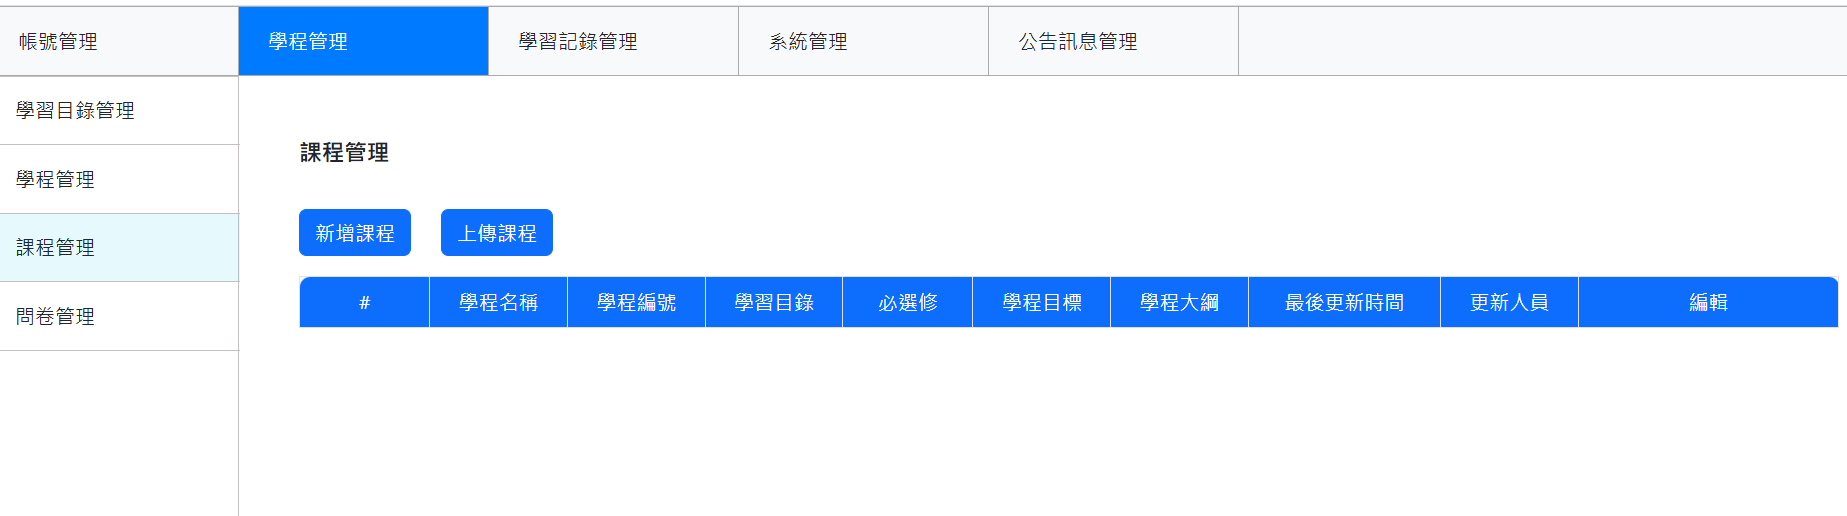 帳號管理 學程管理 學習記錄管理 系統管理 公告訊息管理
學習目錄管理
學程管理
課程管理
問卷管理
課程管理
新增課程 上傳課程
# 學程名稱 學程編號 學習目錄 必選修 學程目標 學程大綱 最後更新時間 更新人員 編輯